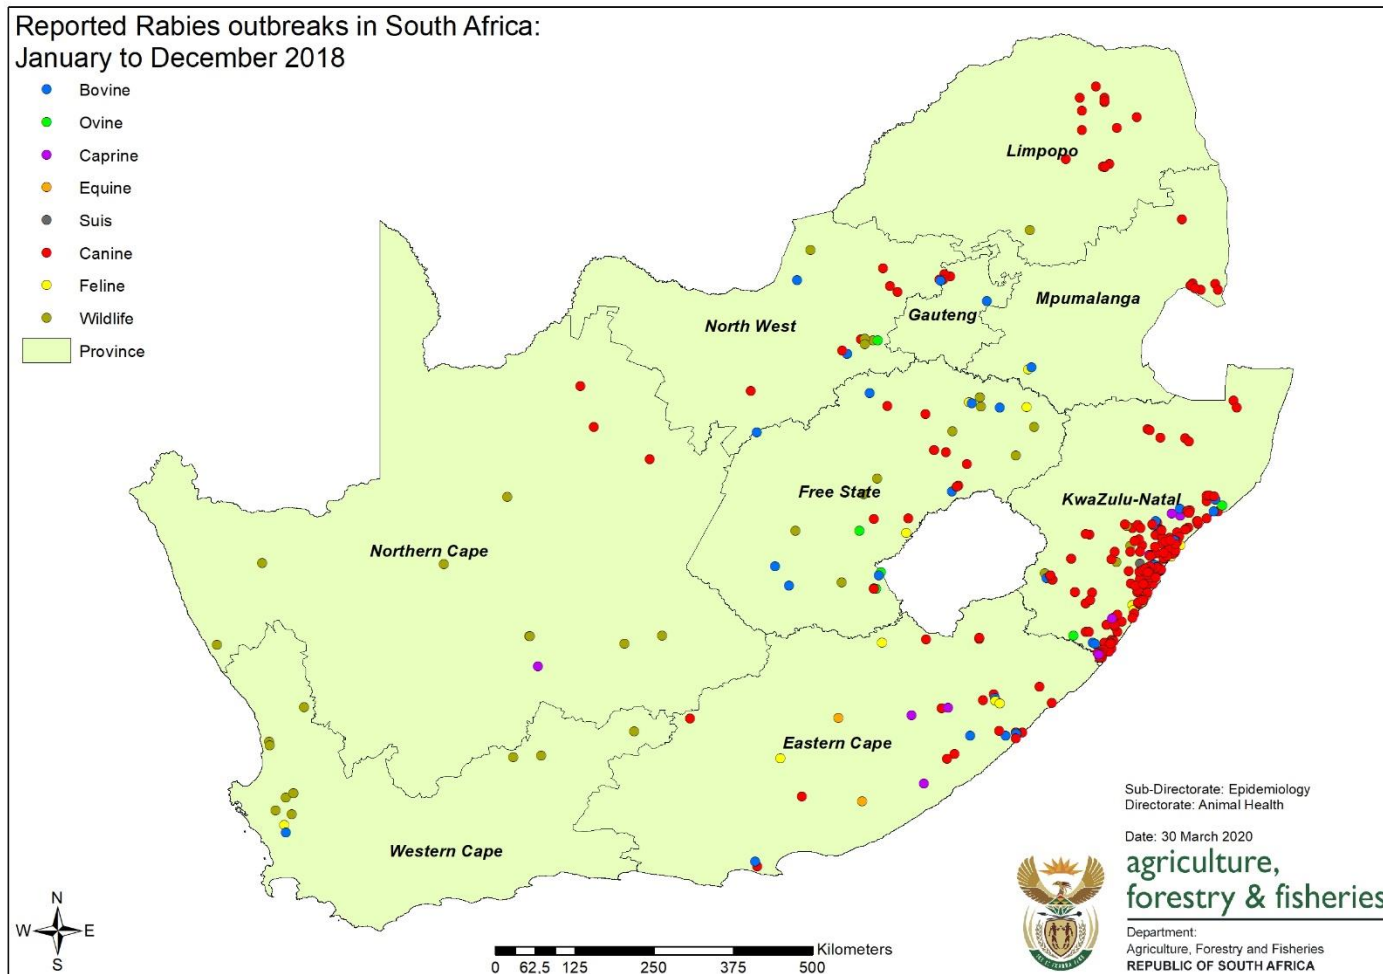 Reported Rabies outbreaks in South Africa:
January to December 2018
Bovine
Ovine
Caprine
Equine
Suis
Canine
Feline
Wildlife
Province
Limpopo
Mpumalanga
Gauteng
North West
Free State
KwaZulu-Natal
Northern Cape
Eastern Cape
Western Cape
N
W E
S
Kilometers
0 62.5 125 250 375 500
Sub-Directorate: Epidemiology
Directorate: Animal Health
Date: 30 March 2020
agriculture,
forestry & fisheries
Department:
Agriculture, Forestry and Fisheries
REPUBLIC OF SOUTH AFRICA